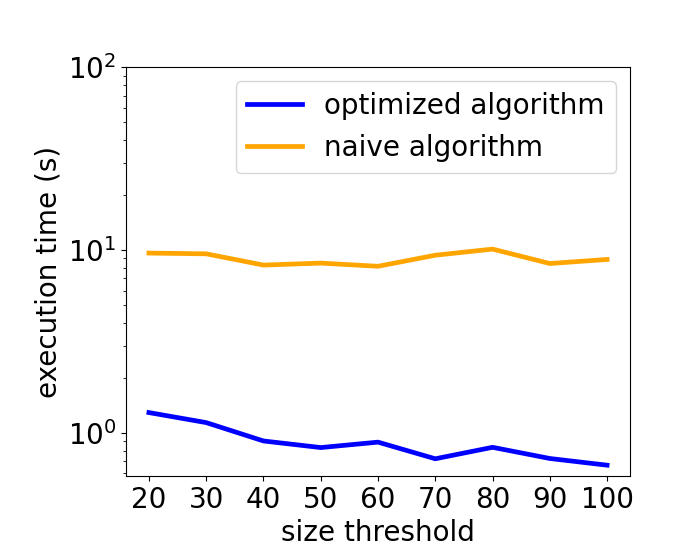 10²
optimized algorithm
naive algorithm
10¹
10⁰
execution time (s)
20 30 40 50 60 70 80 90 100
size threshold